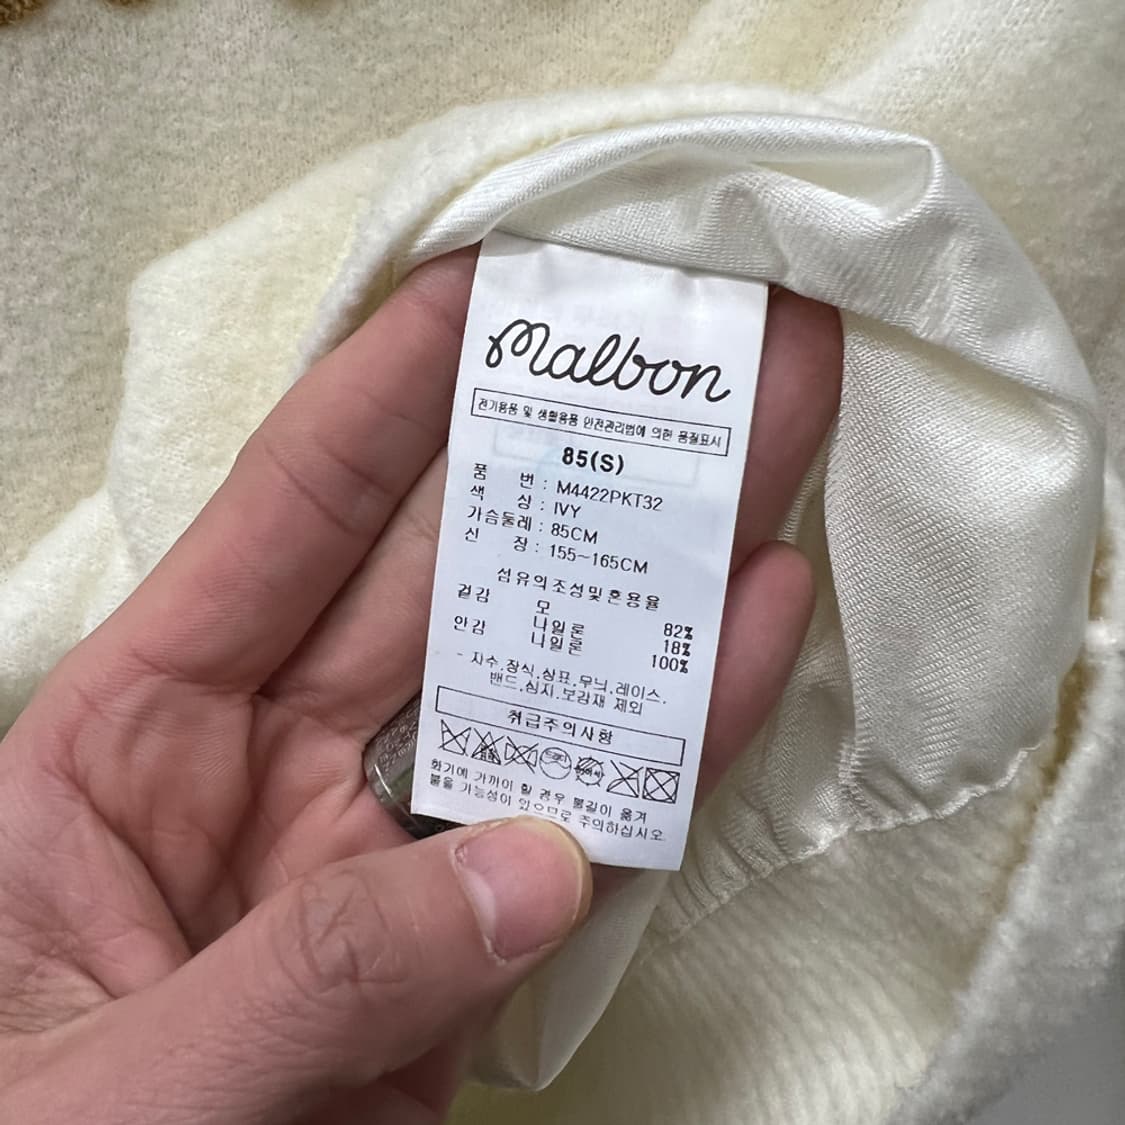 malbon
전기용품 및 생활용품 안전관리법에 의한 품질표시
85(S)
품 번 : M4422PKT32
색 상 : IVY
가슴둘레 : 85CM
신 장 : 155~165CM
섬유의조성및혼용율
겉감 모 82%
나일론 18%
안감 나일론 100%
- 자수.장식.상표.무늬.레이스.
밴드.심지.보강재 제외
취급주의사항
화기에 가까이 할 경우 불길이 옮겨
붙을 가능성이 있으므로 주의하십시오.